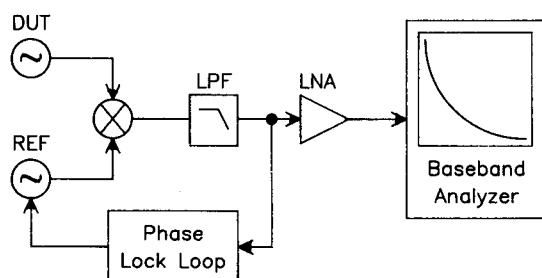 DUT
LPF
LNA
REF
Baseband
Analyzer
Phase
Lock Loop